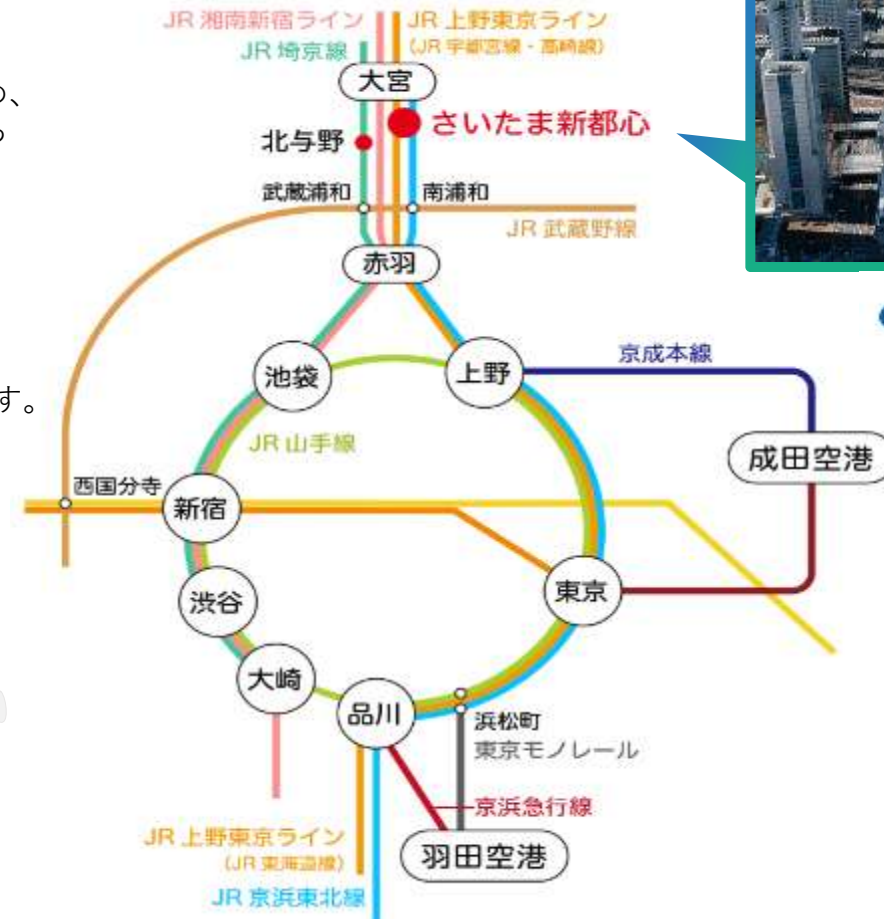 JR 湘南新宿ライン
JR 上野東京ライン
(JR 宇都宮線・高崎線)
JR 埼京線
大宮
さいたま新都心
北与野
武蔵浦和
南浦和
JR 武蔵野線
赤羽
池袋
上野
京成本線
す。
JR 山手線
成田空港
西国分寺
新宿
東京
渋谷
大崎
品川
浜松町
東京モノレール
京浜急行線
JR 上野東京ライン
(JR 東海道線)
羽田空港
JR 京浜東北線